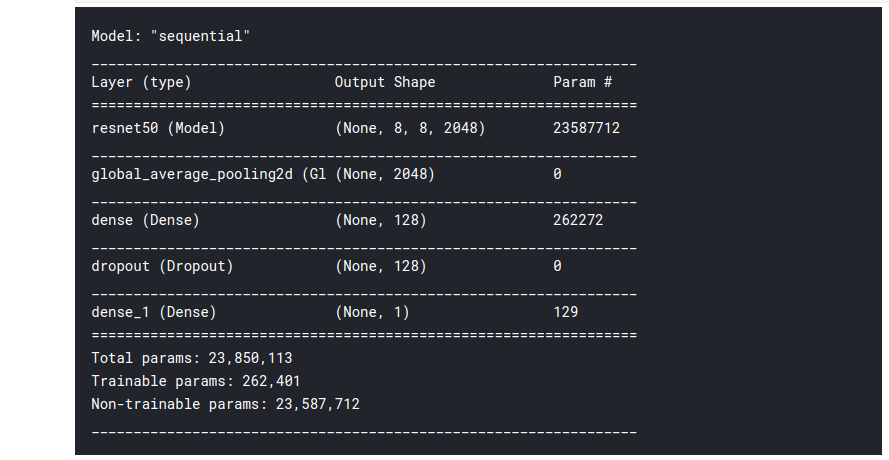 Model: "sequential"
_________________________________________________________________
Layer (type)                 Output Shape              Param #
=================================================================
resnet50 (Model)             (None, 8, 8, 2048)        23587712
_________________________________________________________________
global_average_pooling2d (Gl (None, 2048)              0
_________________________________________________________________
dense (Dense)                (None, 128)               262272
_________________________________________________________________
dropout (Dropout)            (None, 128)               0
_________________________________________________________________
dense_1 (Dense)              (None, 1)                 129
=================================================================
Total params: 23,850,113
Trainable params: 262,401
Non-trainable params: 23,587,712
_________________________________________________________________